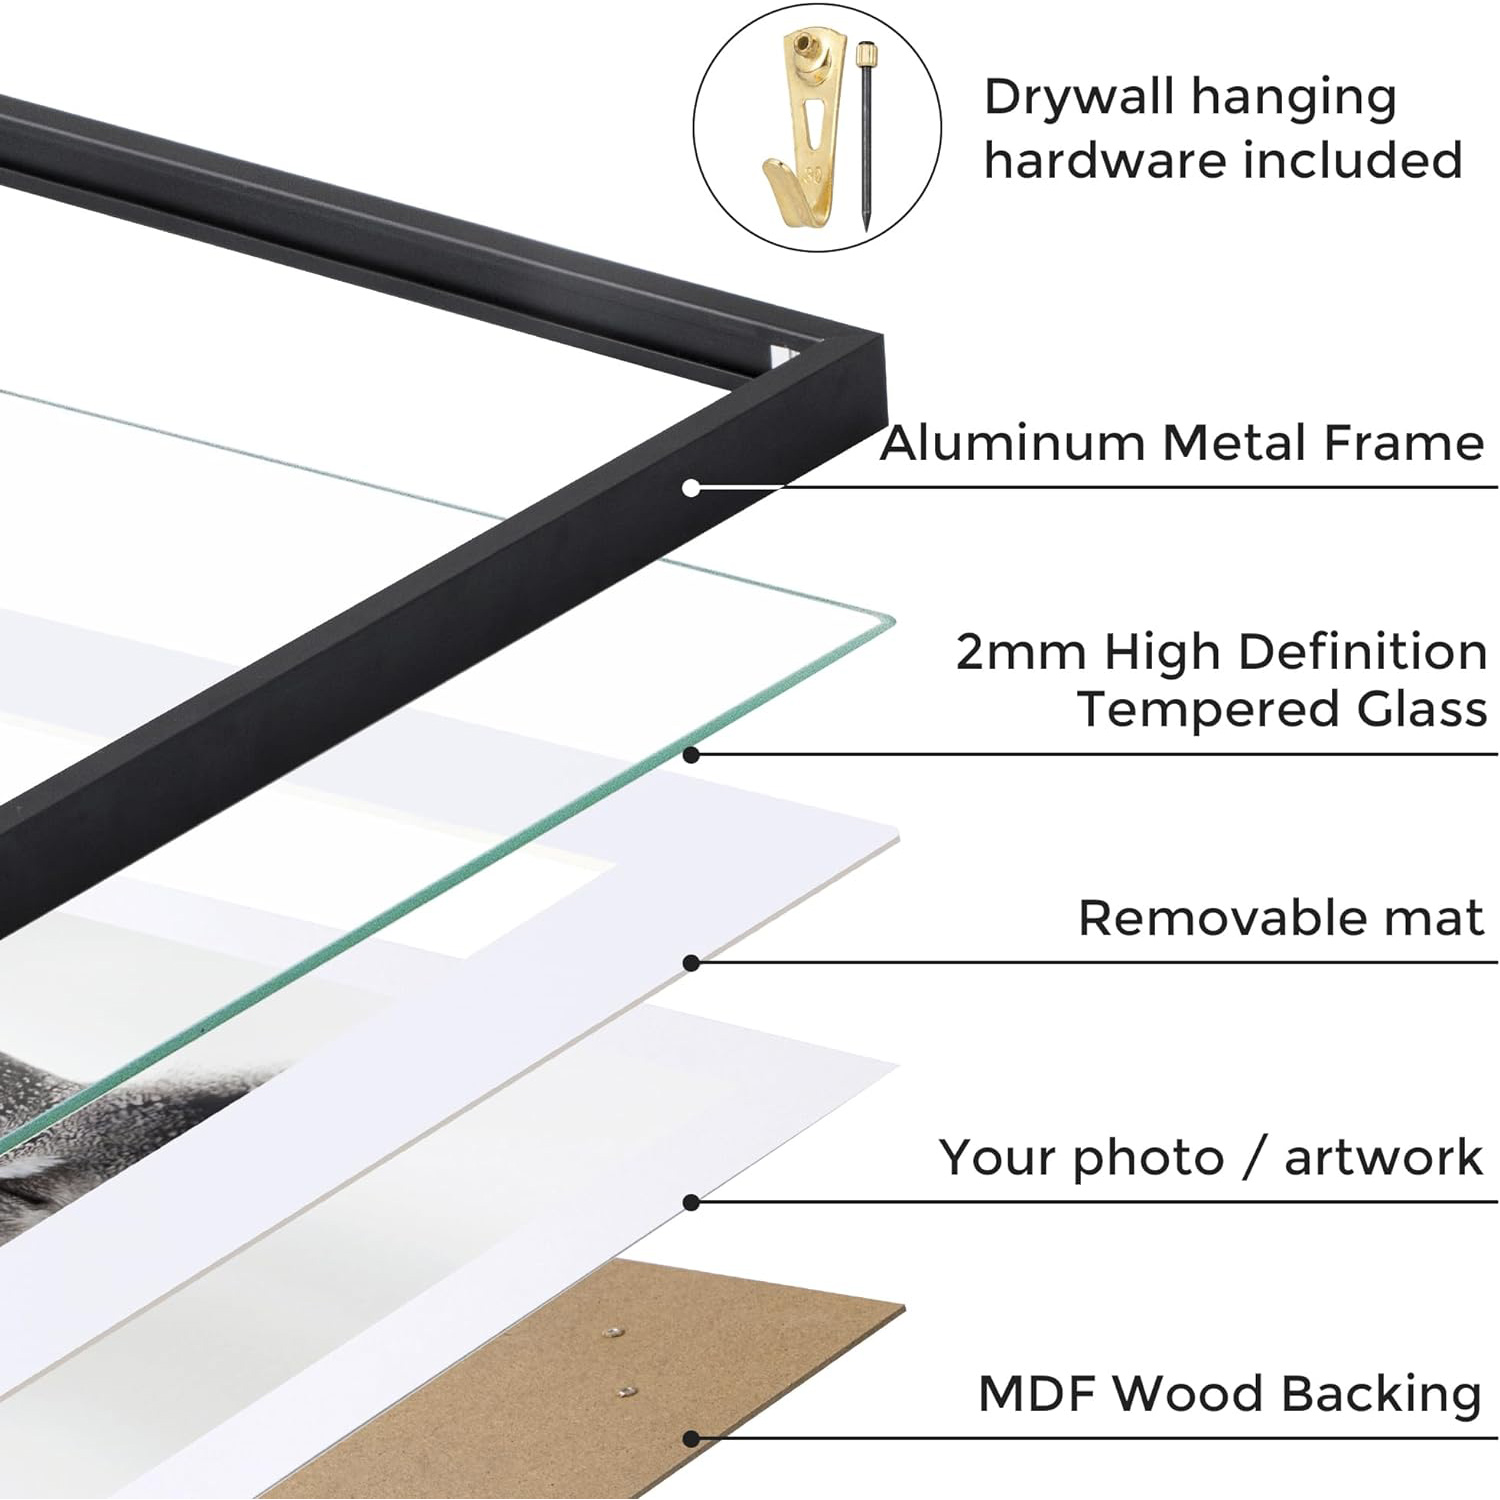 Drywall hanging
hardware included
Aluminum Metal Frame
2mm High Definition
Tempered Glass
Removable mat
Your photo / artwork
MDF Wood Backing